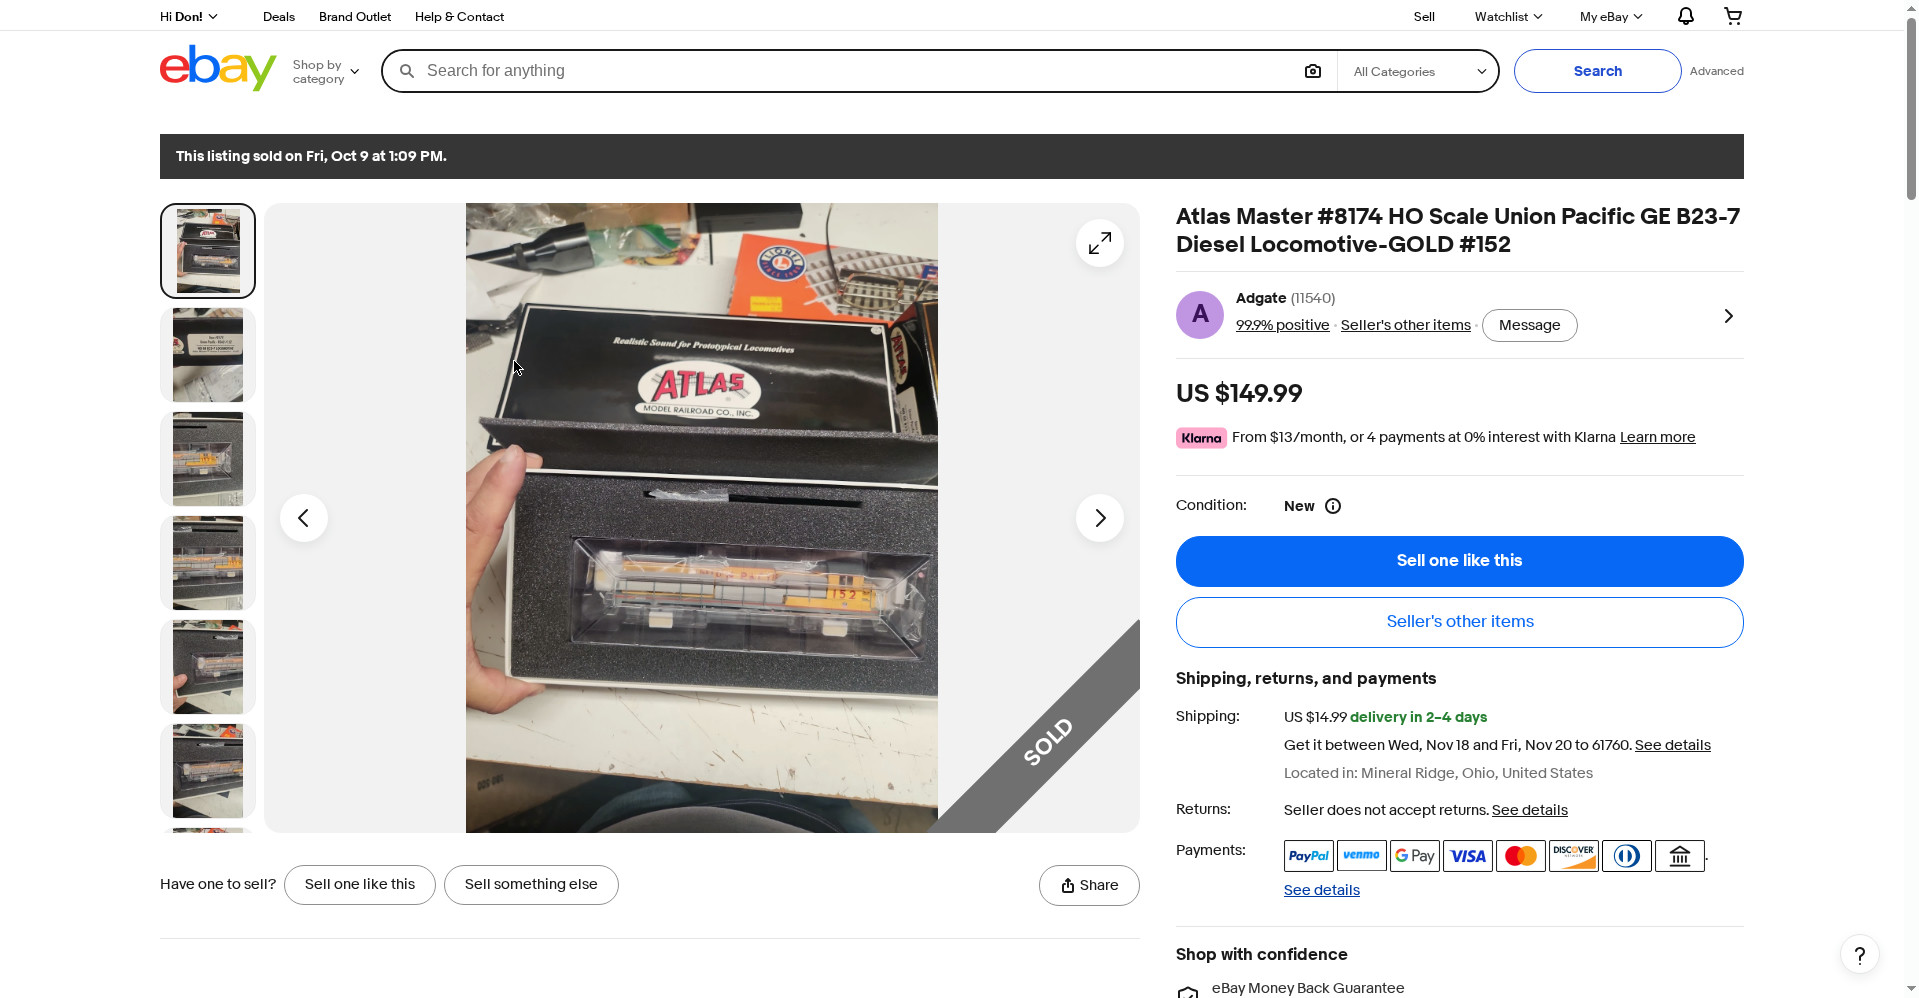 Hi Don!
Deals
Brand Outlet
Help & Contact
Sell
Watchlist
My eBay
ebay
Shop by category
Search for anything
All Categories
Search
Advanced
This listing sold on Fri, Oct 9 at 1:09 PM.
LIONEL
Realistic Sound for Prototypical Locomotives
ATLAS
MODEL RAILROAD CO., INC.
ATLAS
152
SOLD
Have one to sell?
Sell one like this
Sell something else
Share
Atlas Master #8174 HO Scale Union Pacific GE B23-7
Diesel Locomotive-GOLD #152
A
Adgate (11540)
99.9% positive · Seller's other items · Message
US $149.99
Klarna From $13/month, or 4 payments at 0% interest with Klarna Learn more
Condition: New
Sell one like this
Seller's other items
Shipping, returns, and payments
Shipping: US $14.99 delivery in 2–4 days
Get it between Wed, Nov 18 and Fri, Nov 20 to 61760. See details
Located in: Mineral Ridge, Ohio, United States
Returns: Seller does not accept returns. See details
Payments: PayPal venmo G Pay VISA DISCOVER
See details
Shop with confidence
eBay Money Back Guarantee
?